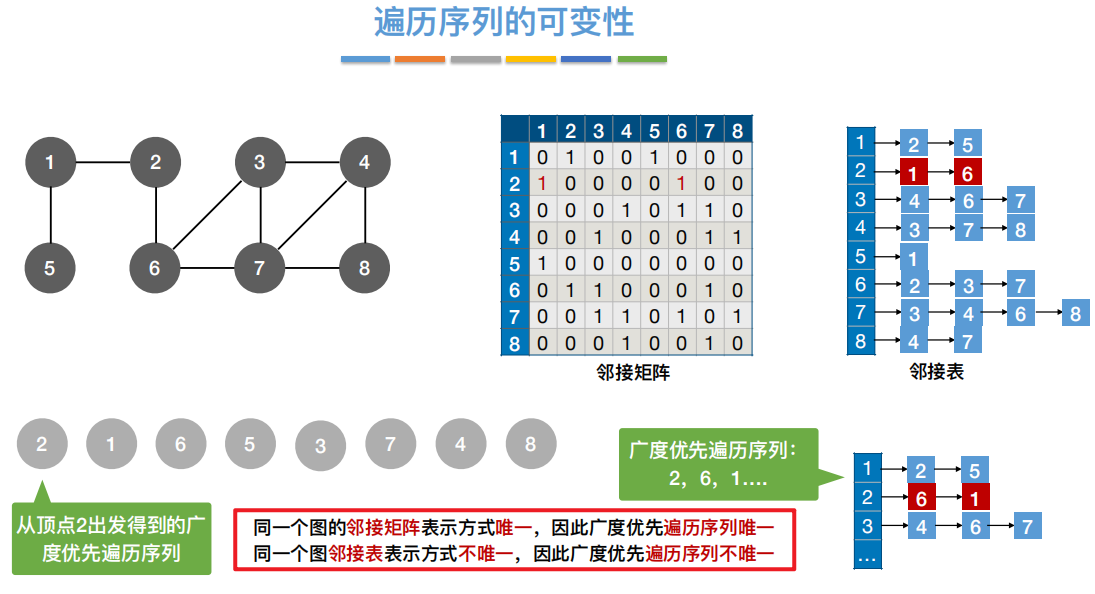 遍历序列的可变性
1 2 3 4
5 6 7 8
1 2 3 4 5 6 7 8
1 0 1 0 0 1 0 0 0
2 1 0 0 0 0 1 0 0
3 0 0 0 1 0 1 1 0
4 0 0 1 0 0 0 1 1
5 1 0 0 0 0 0 0 0
6 0 1 1 0 0 0 1 0
7 0 0 1 1 0 1 0 1
8 0 0 0 1 0 0 1 0
邻接矩阵
1 2 5
2 1 6
3 4 6 7
4 3 7 8
5 1
6 2 3 7
7 3 4 6 8
8 4 7
邻接表
2 1 6 5 3 7 4 8
从顶点2出发得到的广
度优先遍历序列
广度优先遍历序列：
2，6，1....
同一个图的邻接矩阵表示方式唯一，因此广度优先遍历序列唯一
同一个图邻接表表示方式不唯一，因此广度优先遍历序列不唯一
1 2 5
2 6 1
3 4 6 7
...